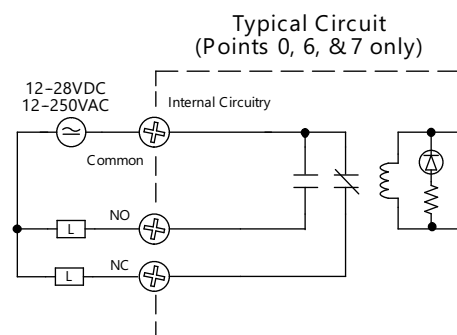 Typical Circuit
(Points 0, 6, & 7 only)
12–28VDC
12–250VAC
Internal Circuitry
Common
NO
L
NC
L